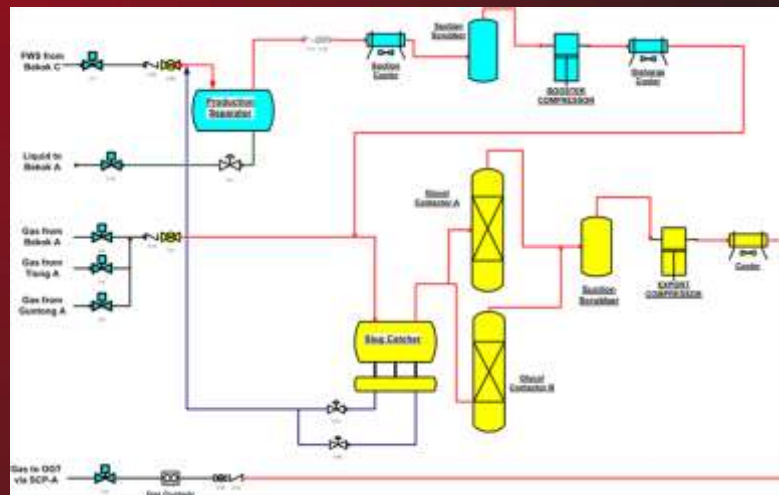 FWS from
Bekok C
Suction
Scrubber
Suction
Cooler
BOOSTER
COMPRESSOR
Discharge
Cooler
Production
Separator
Liquid to
Bekok A
Gas from
Bekok A
Gas from
Tiong A
Gas from
Guntong A
Glycol
Contactor A
Suction
Scrubber
EXPORT
COMPRESSOR
Cooler
Slug Catcher
Glycol
Contactor B
Gas to OGT
via SCP-A